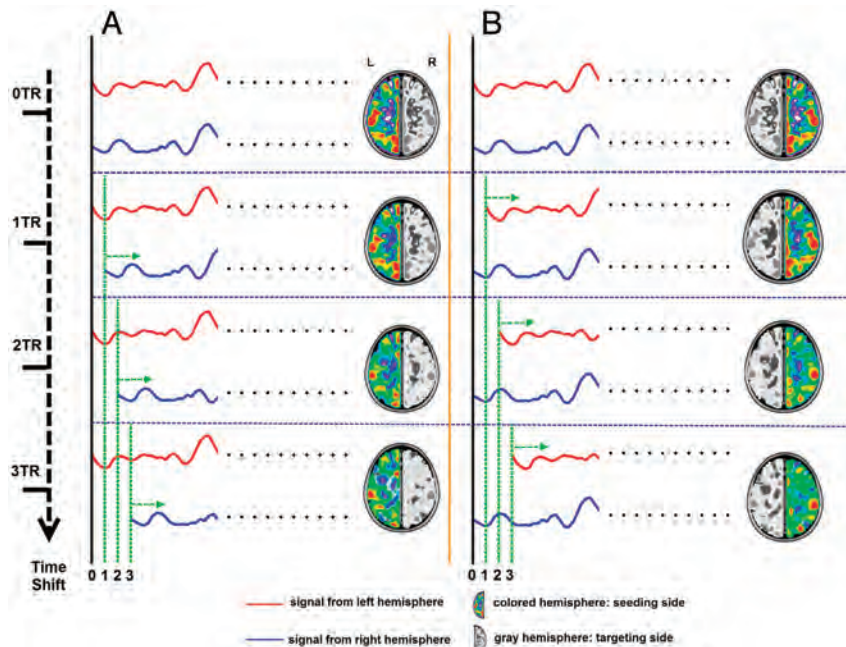 A
B
L R
0TR
1TR
2TR
3TR
Time
Shift
0 1 2 3
0 1 2 3
signal from left hemisphere
colored hemisphere: seeding side
signal from right hemisphere
gray hemisphere: targeting side